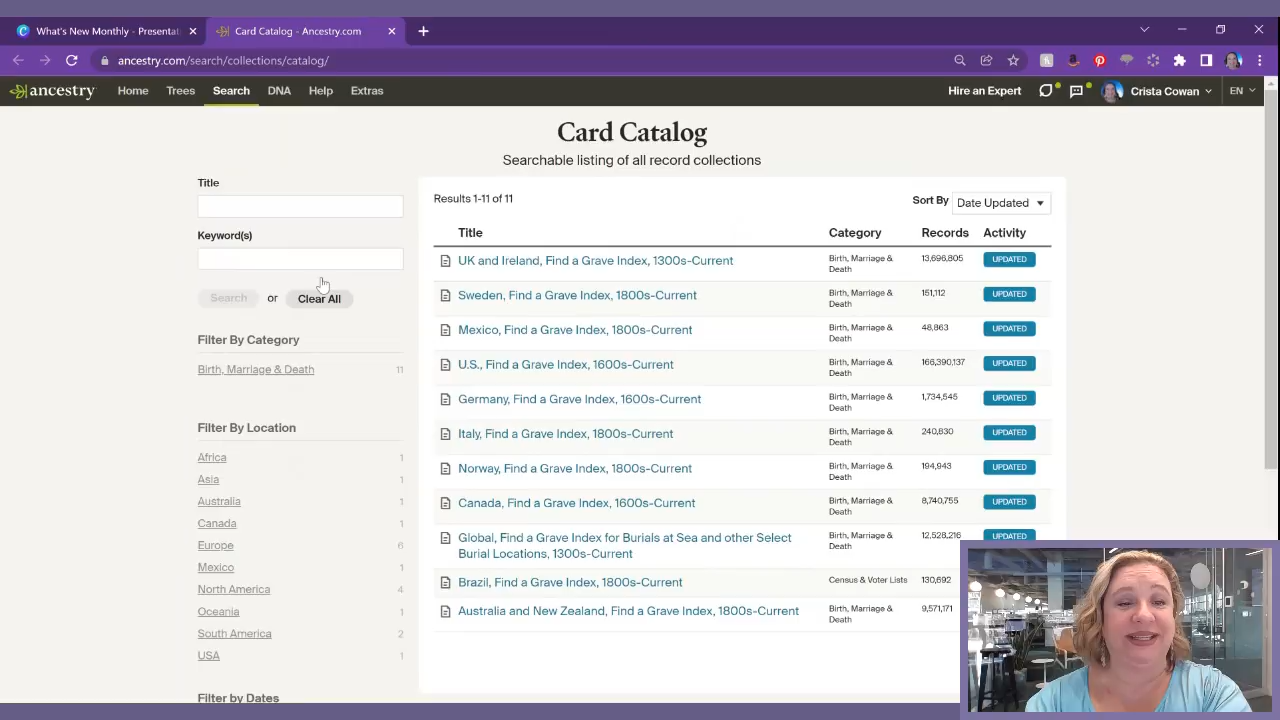 What's New Monthly - Presentat
Card Catalog - Ancestry.com
ancestry.com/search/collections/catalog/
ancestry
Home
Trees
Search
DNA
Help
Extras
Hire an Expert
Crista Cowan
EN
Card Catalog
Searchable listing of all record collections
Title
Keyword(s)
Search or Clear All
Filter By Category
Birth, Marriage & Death 11
Filter By Location
Africa 1
Asia 1
Australia 1
Canada 1
Europe 6
Mexico 1
North America 4
Oceania 1
South America 2
USA 1
Filter by Dates
Results 1-11 of 11
Sort By Date Updated
Title Category Records Activity
UK and Ireland, Find a Grave Index, 1300s-Current Birth, Marriage & 13,696,805 UPDATED
Death
Sweden, Find a Grave Index, 1800s-Current Birth, Marriage & 151,112 UPDATED
Death
Mexico, Find a Grave Index, 1800s-Current Birth, Marriage & 48,863 UPDATED
Death
U.S., Find a Grave Index, 1600s-Current Birth, Marriage & 166,390,137 UPDATED
Death
Germany, Find a Grave Index, 1600s-Current Birth, Marriage & 1,734,545 UPDATED
Death
Italy, Find a Grave Index, 1800s-Current Birth, Marriage & 240,830 UPDATED
Death
Norway, Find a Grave Index, 1800s-Current Birth, Marriage & 194,943 UPDATED
Death
Canada, Find a Grave Index, 1600s-Current Birth, Marriage & 8,740,755 UPDATED
Death
Global, Find a Grave Index for Burials at Sea and other Select Birth, Marriage & 12,528,216 UPDATED
Burial Locations, 1300s-Current Death
Brazil, Find a Grave Index, 1800s-Current Census & Voter Lists 130,692
Australia and New Zealand, Find a Grave Index, 1800s-Current Birth, Marriage & 9,571,171
Death